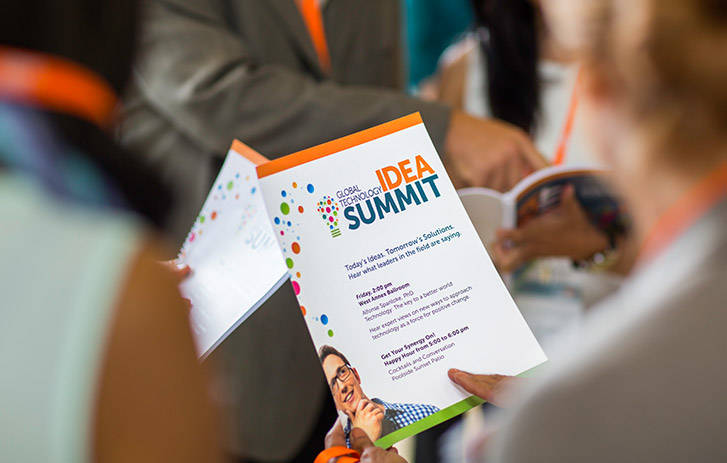 GLOBAL
TECHNOLOGY
IDEA
SUMMIT
Today's Ideas. Tomorrow's Solutions.
Hear what leaders in the field are saying.
Friday, 2:00 pm
West Annex Ballroom
Alfonse Sparlloke, PhD
Technology: The key to a better world
Hear expert views on new ways to approach
technology as a force for positive change.
Get Your Synergy On!
Happy Hour from 5:00 to 6:00 pm
Cocktails and Conversation
Poolside Sunset Patio